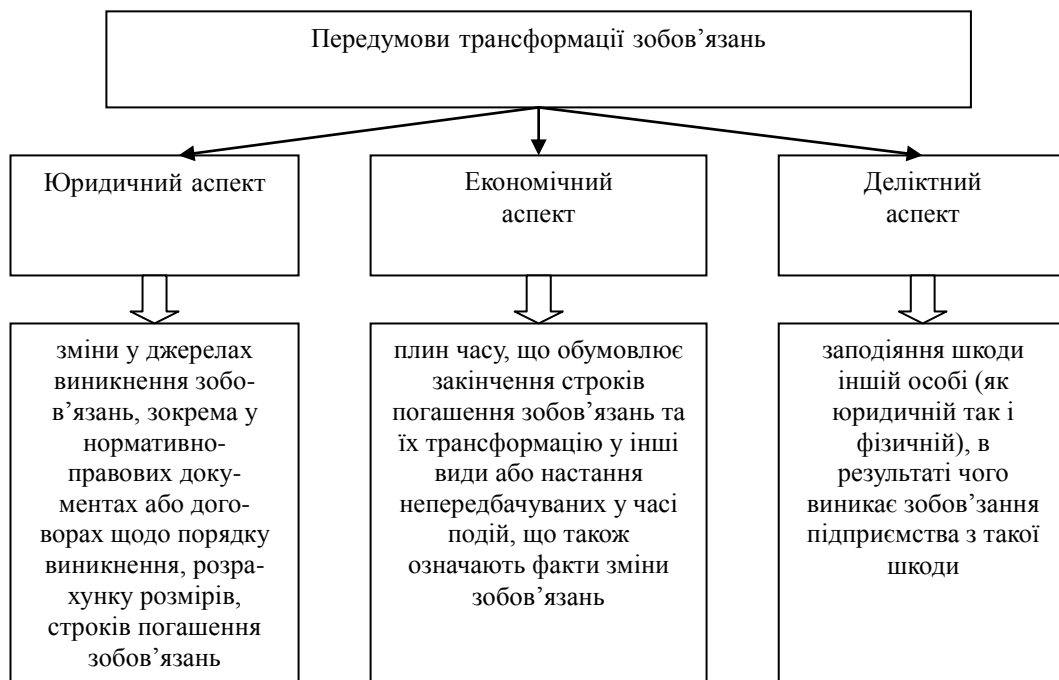 Передумови трансформації зобов’язань
Юридичний аспект
Економічний
аспект
Деліктний
аспект
зміни у джерелах
виникнення зобо-
в’язань, зокрема у
нормативно-
правових доку-
ментах або дого-
ворах щодо порядку
виникнення, розра-
хунку розмірів,
строків погашення
зобов’язань
плин часу, що обумовлює
закінчення строків
погашення зобов’язань та
їх трансформацію у інші
види або настання
непередбачуваних у часі
подій, що також
означають факти зміни
зобов’язань
заподіяння шкоди
іншій особі (як
юридичній так і
фізичній), в
результаті чого
виникає зобов’зання
підприємства з такої
шкоди